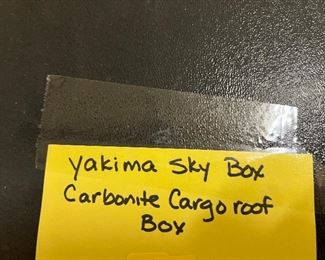 Yakima Sky Box
Carbonite Cargo roof
Box